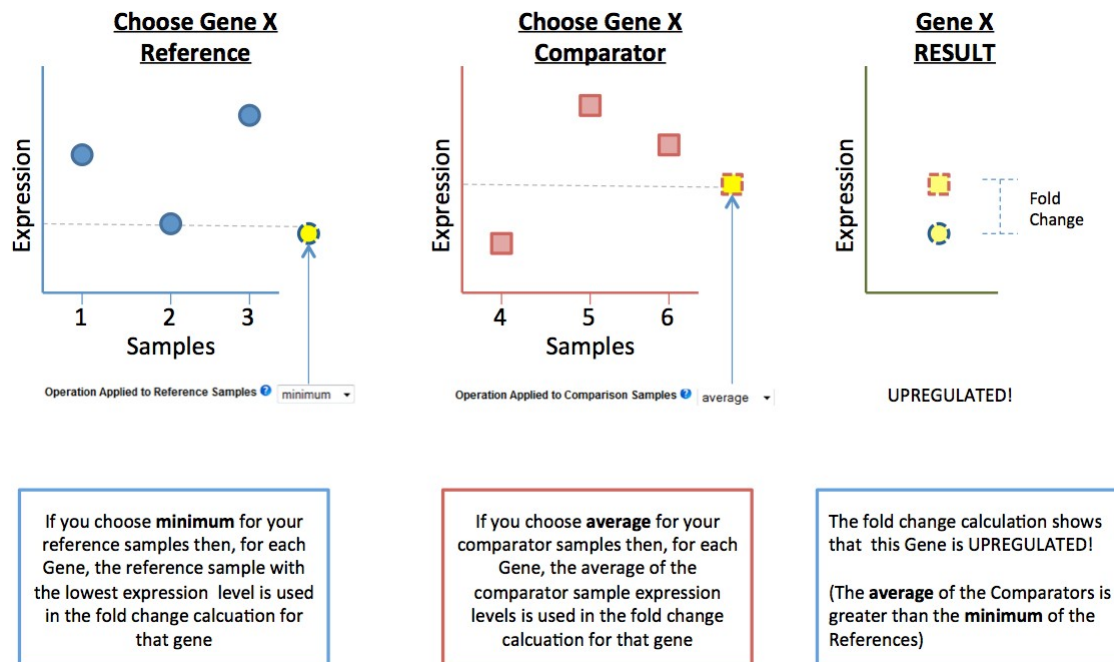 Choose Gene X
Reference
Expression
1
2
3
Samples
Operation Applied to Reference Samples ? minimum
Choose Gene X
Comparator
Expression
4
5
6
Samples
Operation Applied to Comparison Samples ? average
Gene X
RESULT
Expression
Fold
Change
UPREGULATED!
If you choose minimum for your
reference samples then, for each
Gene, the reference sample with
the lowest expression level is used
in the fold change calcuation for
that gene
If you choose average for your
comparator samples then, for each
Gene, the average of the
comparator sample expression
levels is used in the fold change
calcuation for that gene
The fold change calculation shows
that this Gene is UPREGULATED!
(The average of the Comparators is
greater than the minimum of the
References)